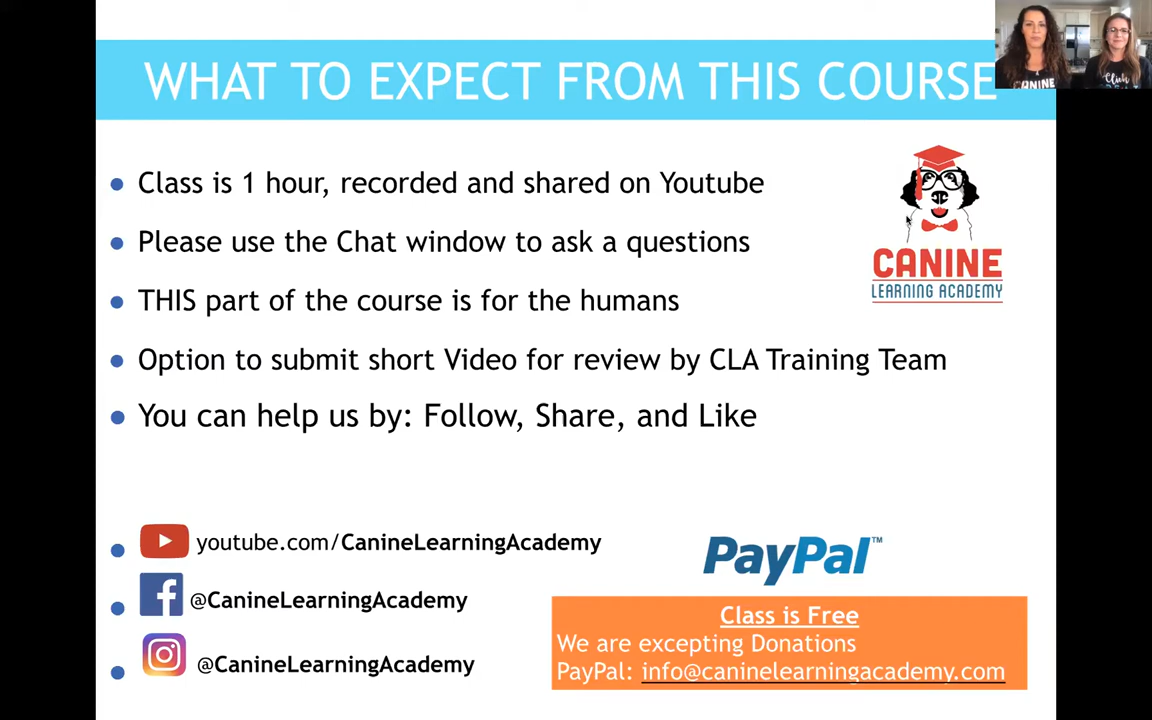 WHAT TO EXPECT FROM THIS COURSE
CANINE
Click
Class is 1 hour, recorded and shared on Youtube
Please use the Chat window to ask a questions
THIS part of the course is for the humans
Option to submit short Video for review by CLA Training Team
You can help us by: Follow, Share, and Like
CANINE
LEARNING ACADEMY
youtube.com/CanineLearningAcademy
@CanineLearningAcademy
@CanineLearningAcademy
PayPal™
Class is Free
We are excepting Donations
PayPal: info@caninelearningacademy.com